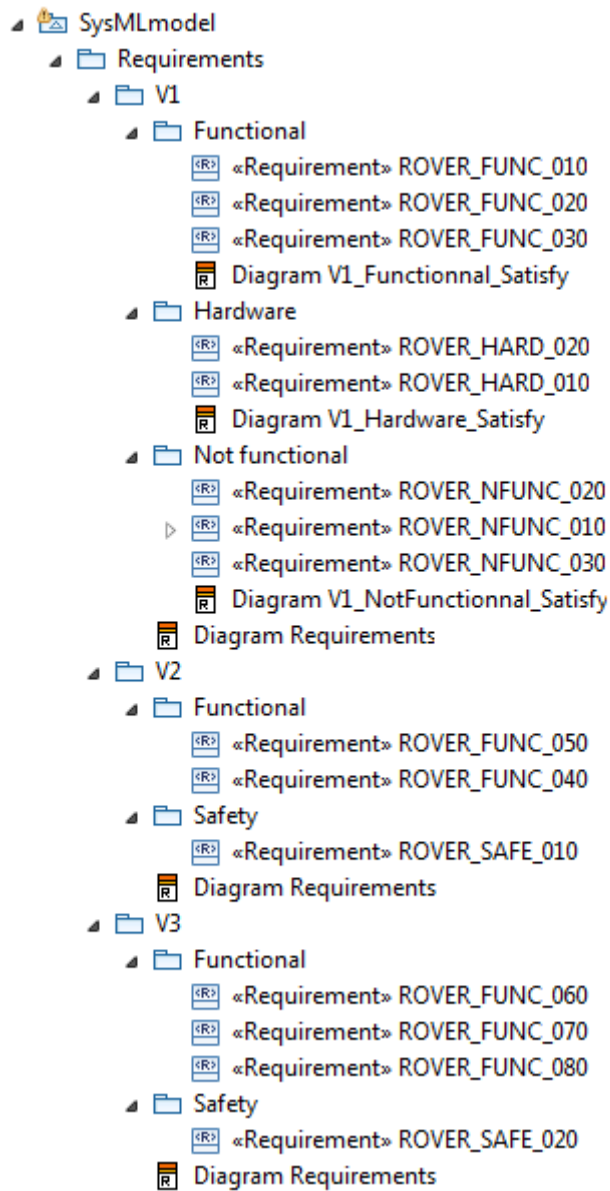 SysMLmodel
Requirements
V1
Functional
«Requirement» ROVER_FUNC_010
«Requirement» ROVER_FUNC_020
«Requirement» ROVER_FUNC_030
Diagram V1_Functionnal_Satisfy
Hardware
«Requirement» ROVER_HARD_020
«Requirement» ROVER_HARD_010
Diagram V1_Hardware_Satisfy
Not functional
«Requirement» ROVER_NFUNC_020
«Requirement» ROVER_NFUNC_010
«Requirement» ROVER_NFUNC_030
Diagram V1_NotFunctionnal_Satisfy
Diagram Requirements
V2
Functional
«Requirement» ROVER_FUNC_050
«Requirement» ROVER_FUNC_040
Safety
«Requirement» ROVER_SAFE_010
Diagram Requirements
V3
Functional
«Requirement» ROVER_FUNC_060
«Requirement» ROVER_FUNC_070
«Requirement» ROVER_FUNC_080
Safety
«Requirement» ROVER_SAFE_020
Diagram Requirements